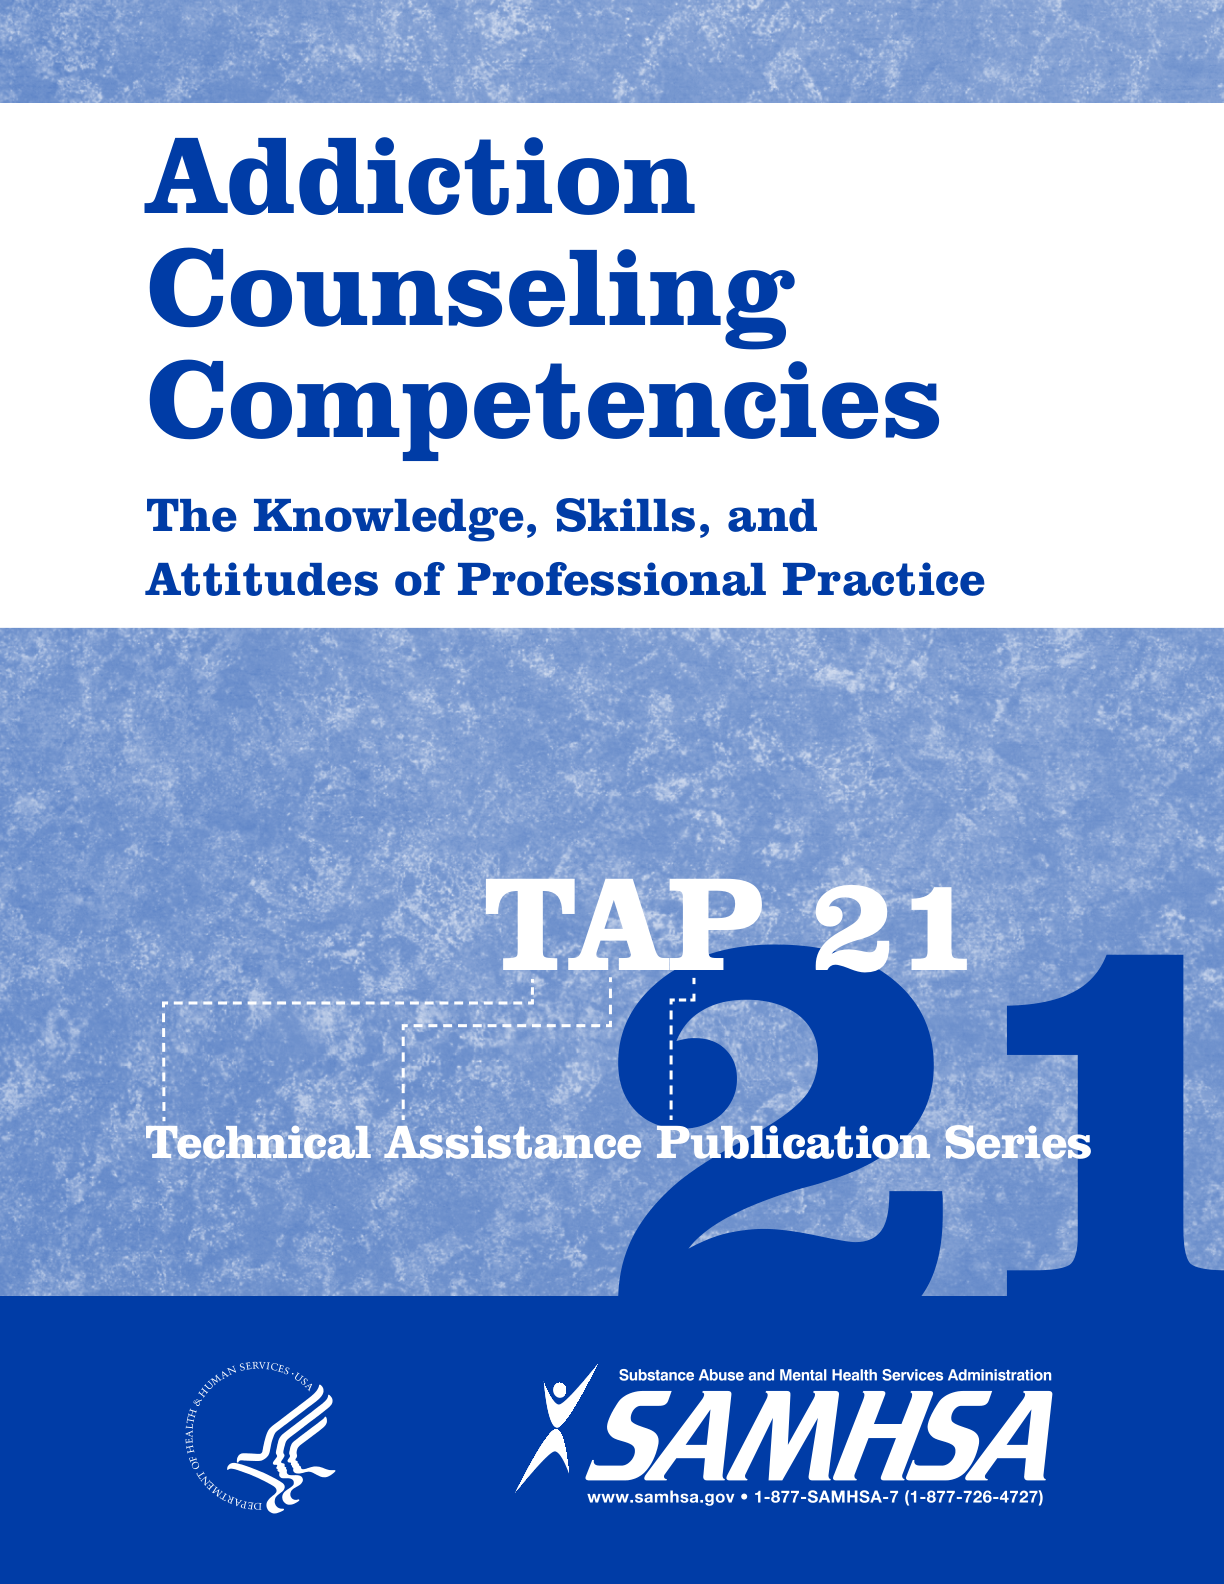 Addiction
Counseling
Competencies
The Knowledge, Skills, and
Attitudes of Professional Practice
TAP 21
21
Technical Assistance Publication Series
DEPARTMENT OF HEALTH & HUMAN SERVICES · USA
Substance Abuse and Mental Health Services Administration
SAMHSA
www.samhsa.gov • 1-877-SAMHSA-7 (1-877-726-4727)